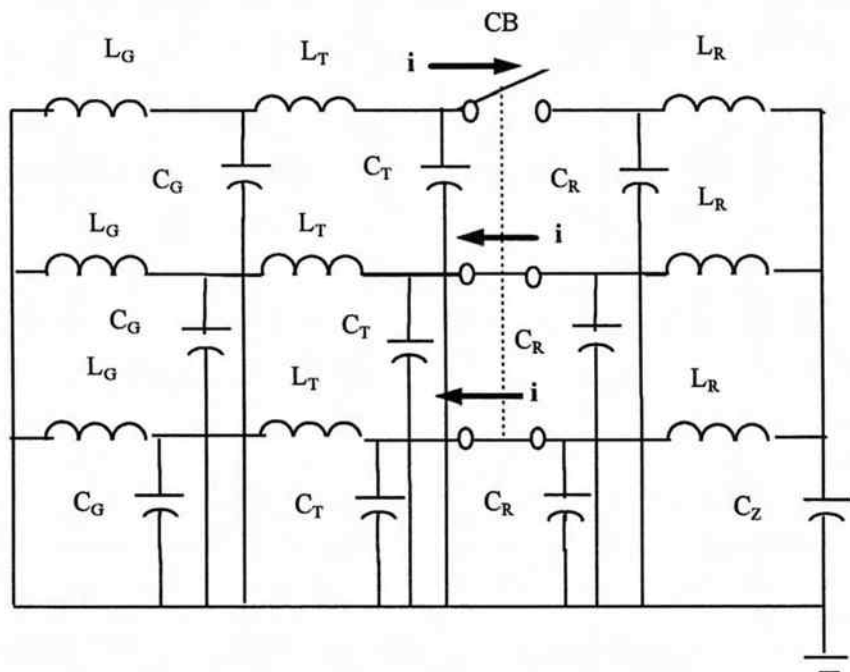 CB
L_G L_T i L_R
C_G C_T C_R
L_G L_T i L_R
C_G C_T C_R
L_G L_T i L_R
C_G C_T C_R C_Z